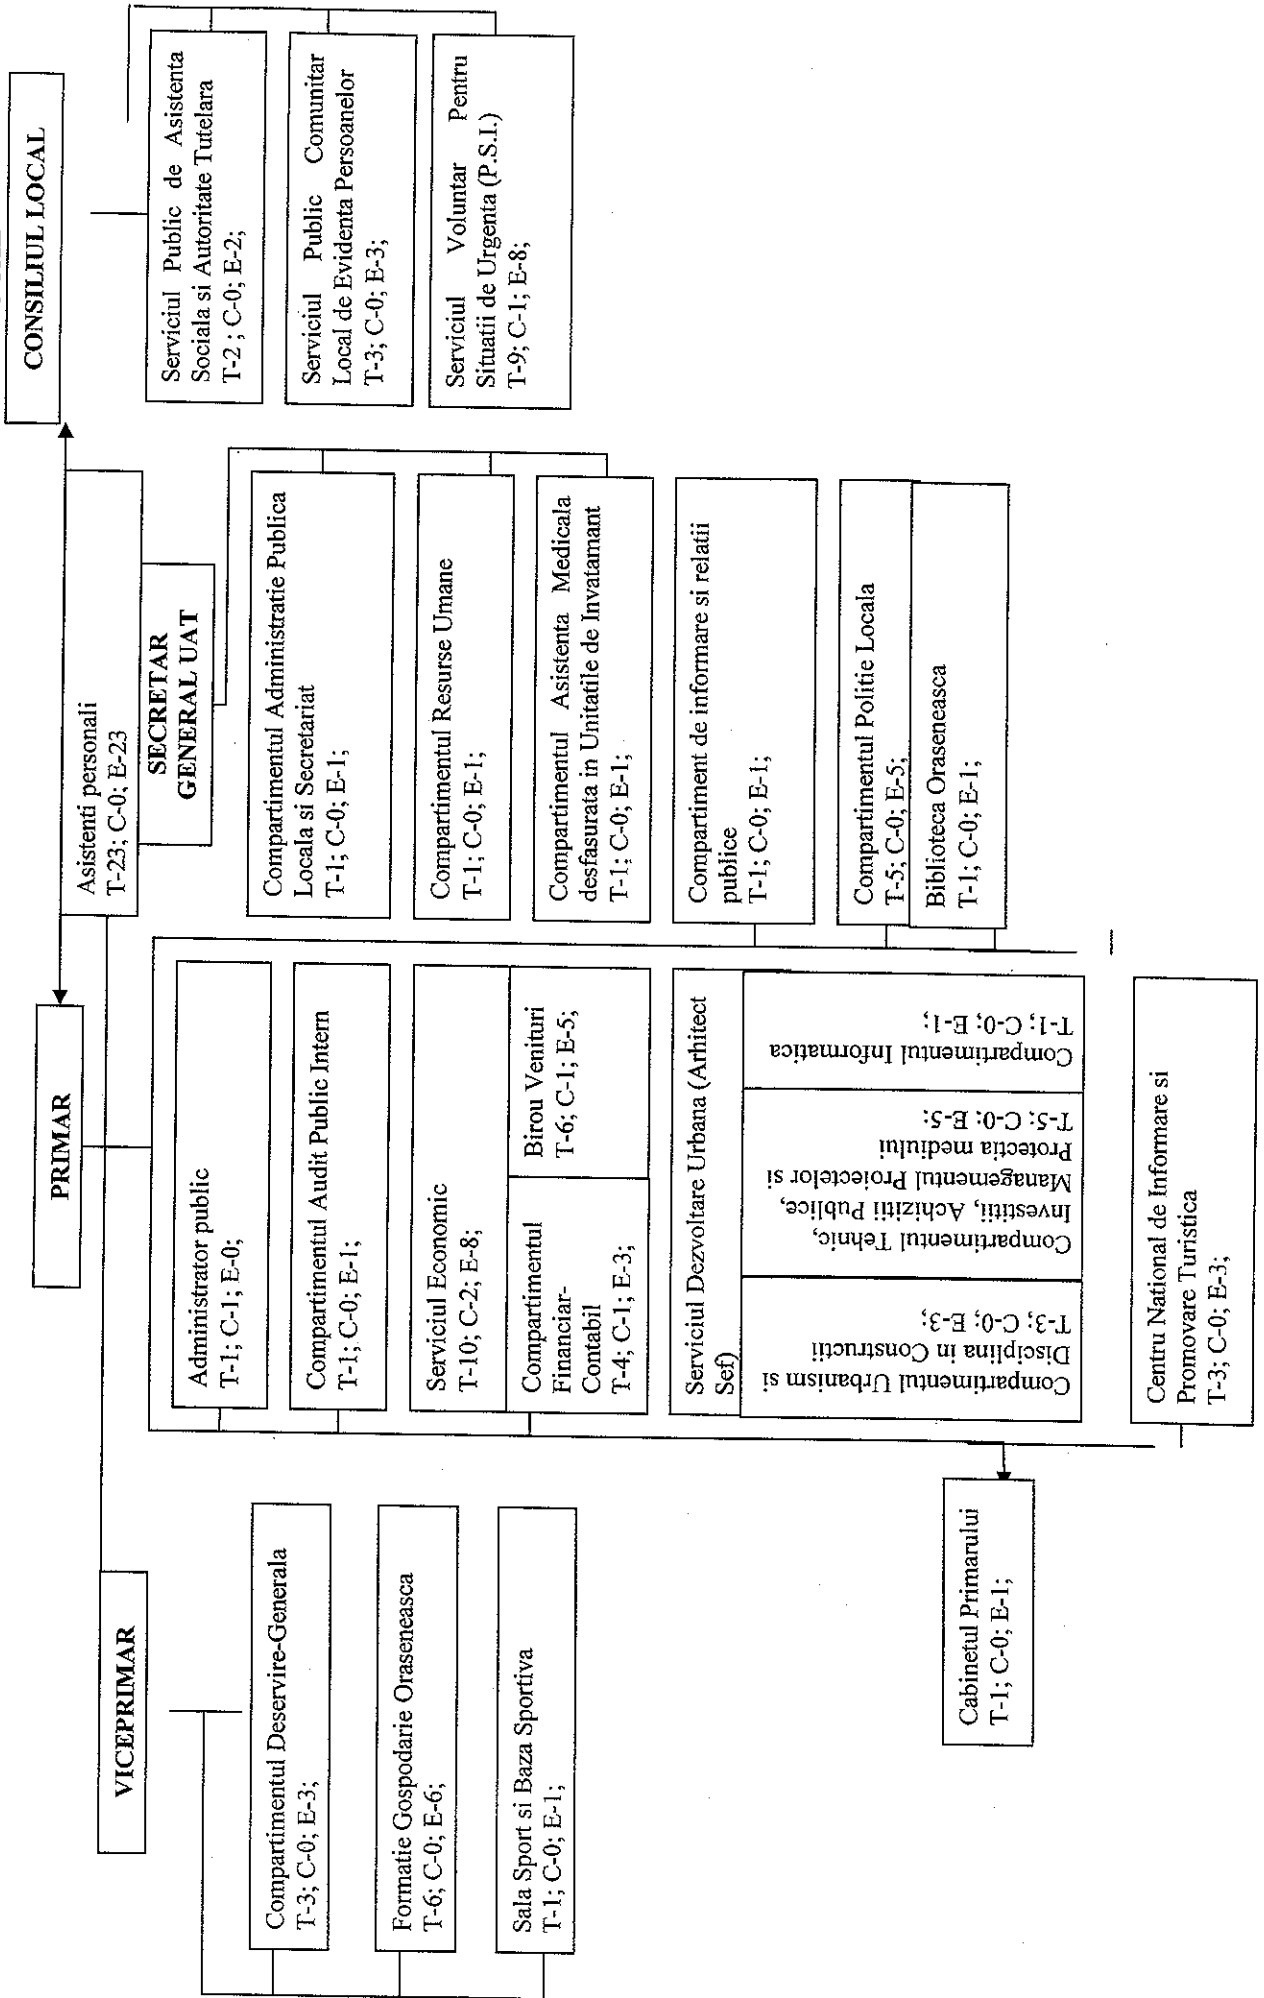 CONSILIUL LOCAL
PRIMAR
VICEPRIMAR
Asistenti personali
T-23; C-0; E-23
SECRETAR
GENERAL UAT
Serviciul Public de Asistenta
Sociala si Autoritate Tutelara
T-2 ; C-0; E-2;
Serviciul Public Comunitar
Local de Evidenta Persoanelor
T-3; C-0; E-3;
Serviciul Voluntar Pentru
Situatii de Urgenta (P.S.I.)
T-9; C-1; E-8;
Compartimentul Administratie Publica
Locala si Secretariat
T-1; C-0; E-1;
Compartimentul Resurse Umane
T-1; C-0; E-1;
Compartimentul Asistenta Medicala
desfasurata in Unitatile de Invatamant
T-1; C-0; E-1;
Compartiment de informare si relatii
publice
T-1; C-0; E-1;
Compartimentul Politie Locala
T-5; C-0; E-5;
Biblioteca Oraseneasca
T-1; C-0; E-1;
Administrator public
T-1; C-1; E-0;
Compartimentul Audit Public Intern
T-1; C-0; E-1;
Serviciul Economic
T-10; C-2; E-8;
Compartimentul
Financiar-
Contabil
T-4; C-1; E-3;
Birou Venituri
T-6; C-1; E-5;
Serviciul Dezvoltare Urbana (Arhitect
Sef)
Compartimentul Urbanism si
Disciplina in Constructii
T-3; C-0; E-3;
Compartimentul Tehnic,
Investitii, Achizitii Publice,
Managementul Proiectelor si
Protectia mediului
T-5; C-0; E-5;
Compartimentul Informatica
T-1; C-0; E-1;
Centru National de Informare si
Promovare Turistica
T-3; C-0; E-3;
Compartimentul Deservire-Generala
T-3; C-0; E-3;
Formatie Gospodarie Oraseneasca
T-6; C-0; E-6;
Sala Sport si Baza Sportiva
T-1; C-0; E-1;
Cabinetul Primarului
T-1; C-0; E-1;